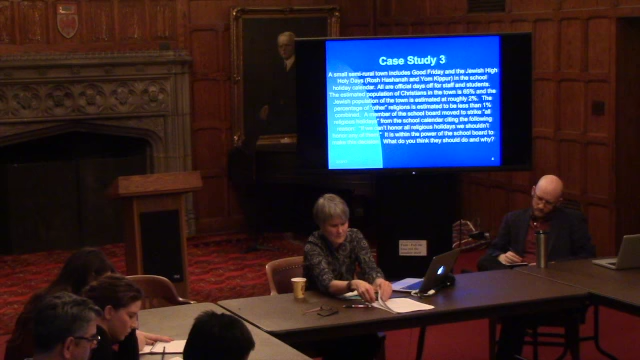 Case Study 3
A small semi-rural town includes Good Friday and the Jewish High
Holy Days (Rosh Hashanah and Yom Kippur) in the school
holiday calendar. All are official days off for staff and students.
The estimated population of Christians in the town is 65% and the
Jewish population of the town is estimated at roughly 2%. The
percentage of "other" religions is estimated to be less than 1%
combined. A member of the school board moved to strike "all
religious holidays" from the school calendar citing the following
reason: "If we can't honor all religious holidays we shouldn't
honor any of them." It is within the power of the school board to
make this decision. What do you think they should do and why?